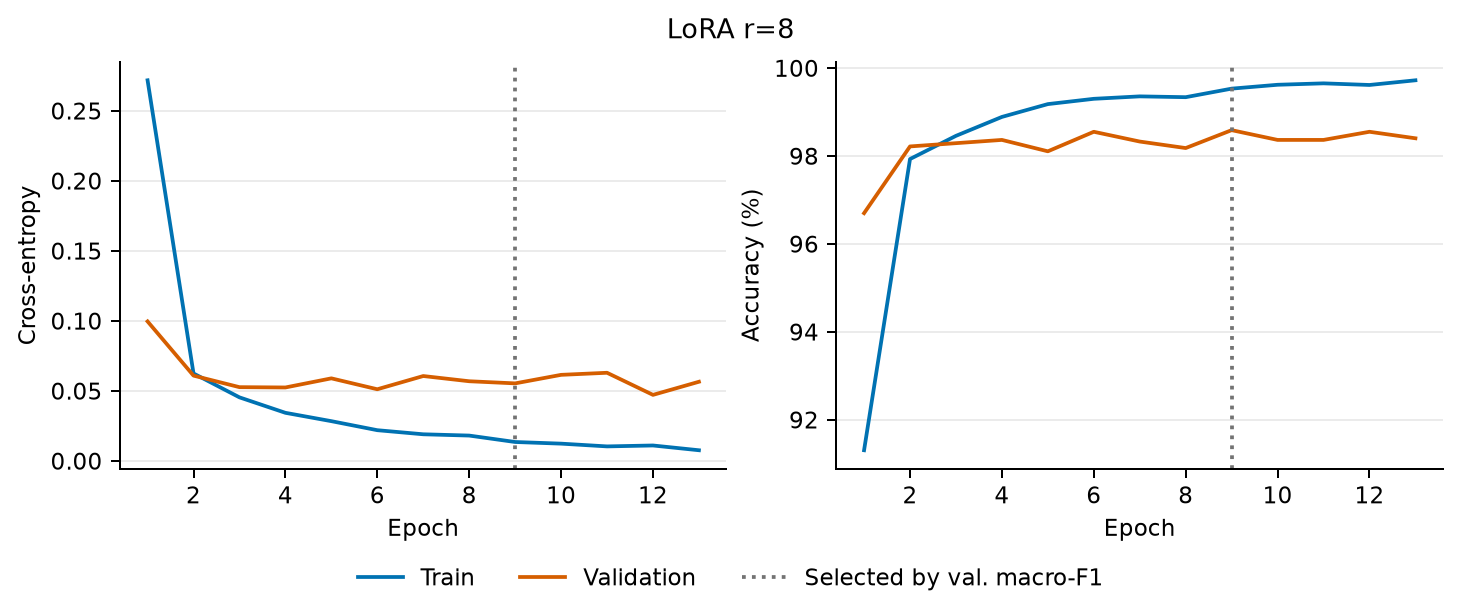 LoRA r=8
Cross-entropy
0.25
0.20
0.15
0.10
0.05
0.00
2 4 6 8 10 12
Epoch
Accuracy (%)
100
98
96
94
92
2 4 6 8 10 12
Epoch
Train Validation Selected by val. macro-F1